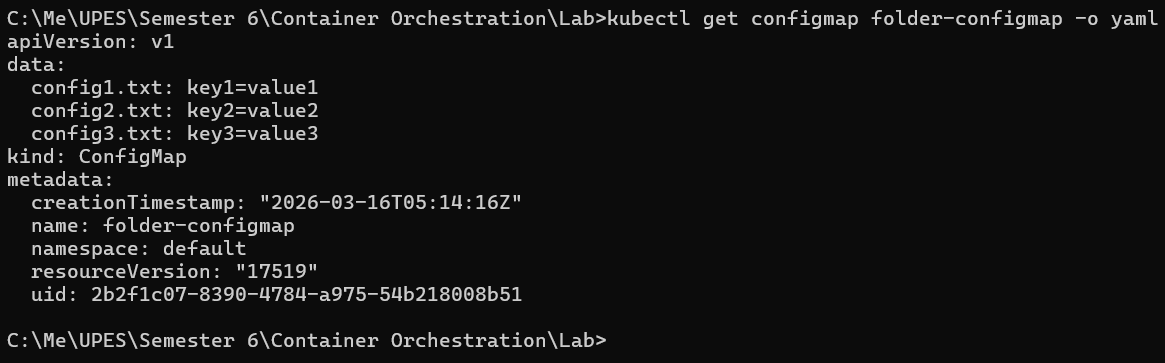 C:\Me\UPES\Semester 6\Container Orchestration\Lab>kubectl get configmap folder-configmap -o yaml
apiVersion: v1
data:
  config1.txt: key1=value1
  config2.txt: key2=value2
  config3.txt: key3=value3
kind: ConfigMap
metadata:
  creationTimestamp: "2026-03-16T05:14:16Z"
  name: folder-configmap
  namespace: default
  resourceVersion: "17519"
  uid: 2b2f1c07-8390-4784-a975-54b218008b51
C:\Me\UPES\Semester 6\Container Orchestration\Lab>